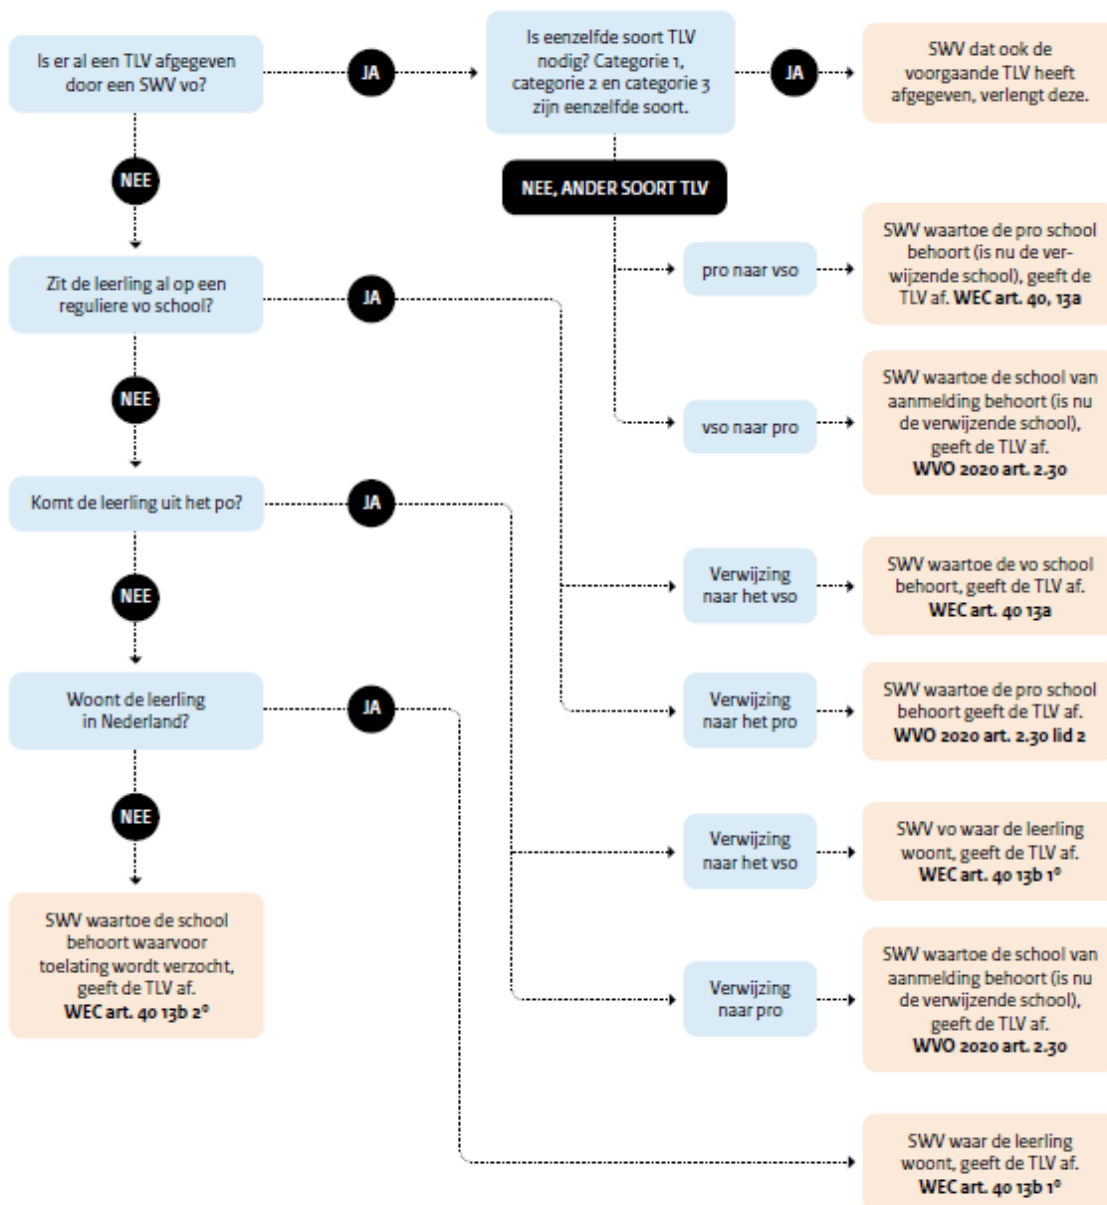 Is er al een TLV afgegeven
door een SWV vo?
JA
Is eenzelfde soort TLV
nodig? Categorie 1,
categorie 2 en categorie 3
zijn eenzelfde soort.
JA
SWV dat ook de
voorgaande TLV heeft
afgegeven, verlengt deze.
NEE
NEE, ANDER SOORT TLV
pro naar vso
SWV waartoe de pro school
behoort (is nu de ver-
wijzende school), geeft de
TLV af. WEC art. 40, 13a
Zit de leerling al op een
reguliere vo school?
JA
NEE
vso naar pro
SWV waartoe de school van
aanmelding behoort (is nu
de verwijzende school),
geeft de TLV af.
WVO 2020 art. 2.30
Komt de leerling uit het po?
JA
NEE
Verwijzing
naar het vso
SWV waartoe de vo school
behoort, geeft de TLV af.
WEC art. 40 13a
Woont de leerling
in Nederland?
JA
Verwijzing
naar het pro
SWV waartoe de pro school
behoort geeft de TLV af.
WVO 2020 art. 2.30 lid 2
NEE
Verwijzing
naar het vso
SWV vo waar de leerling
woont, geeft de TLV af.
WEC art. 40 13b 1º
SWV waartoe de school
behoort waarvoor
toelating wordt verzocht,
geeft de TLV af.
WEC art. 40 13b 2º
Verwijzing
naar pro
SWV waartoe de school van
aanmelding behoort (is nu
de verwijzende school),
geeft de TLV af.
WVO 2020 art. 2.30
SWV waar de leerling
woont, geeft de TLV af.
WEC art. 40 13b 1º